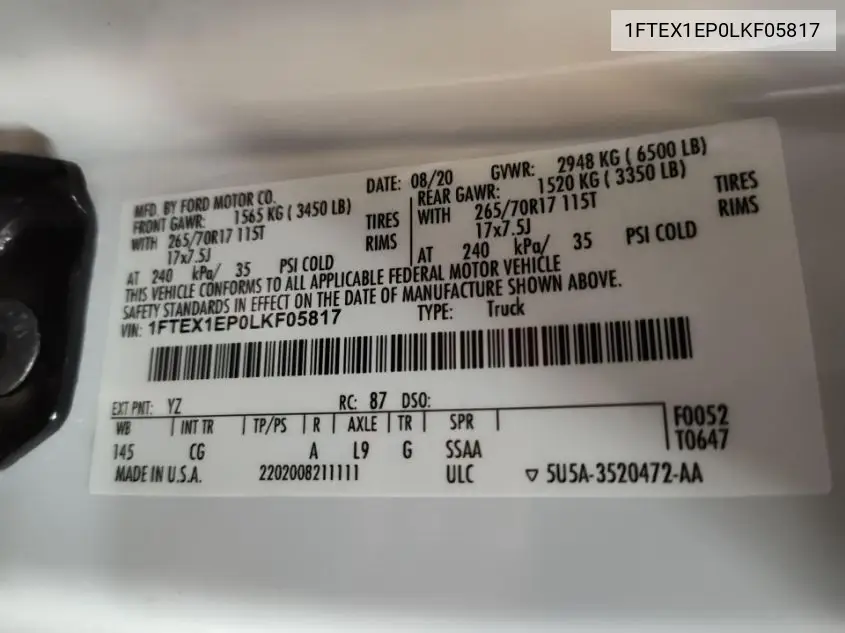 1FTEX1EP0LKF05817
MFD. BY FORD MOTOR CO. DATE: 08/20 GVWR: 2948 KG ( 6500 LB)
FRONT GAWR: 1565 KG ( 3450 LB) REAR GAWR: 1520 KG ( 3350 LB)
WITH 265/70R17 115T TIRES WITH 265/70R17 115T TIRES
17x7.5J RIMS 17x7.5J RIMS
AT 240 kPa/ 35 PSI COLD AT 240 kPa/ 35 PSI COLD
THIS VEHICLE CONFORMS TO ALL APPLICABLE FEDERAL MOTOR VEHICLE
SAFETY STANDARDS IN EFFECT ON THE DATE OF MANUFACTURE SHOWN ABOVE.
VIN: 1FTEX1EP0LKF05817 TYPE: Truck
EXT PNT: YZ RC: 87 DSO:
WB INT TR TP/PS R AXLE TR SPR F0052
145 CG A L9 G SSAA T0647
MADE IN U.S.A. 2202008211111 ULC ▽ 5U5A-3520472-AA